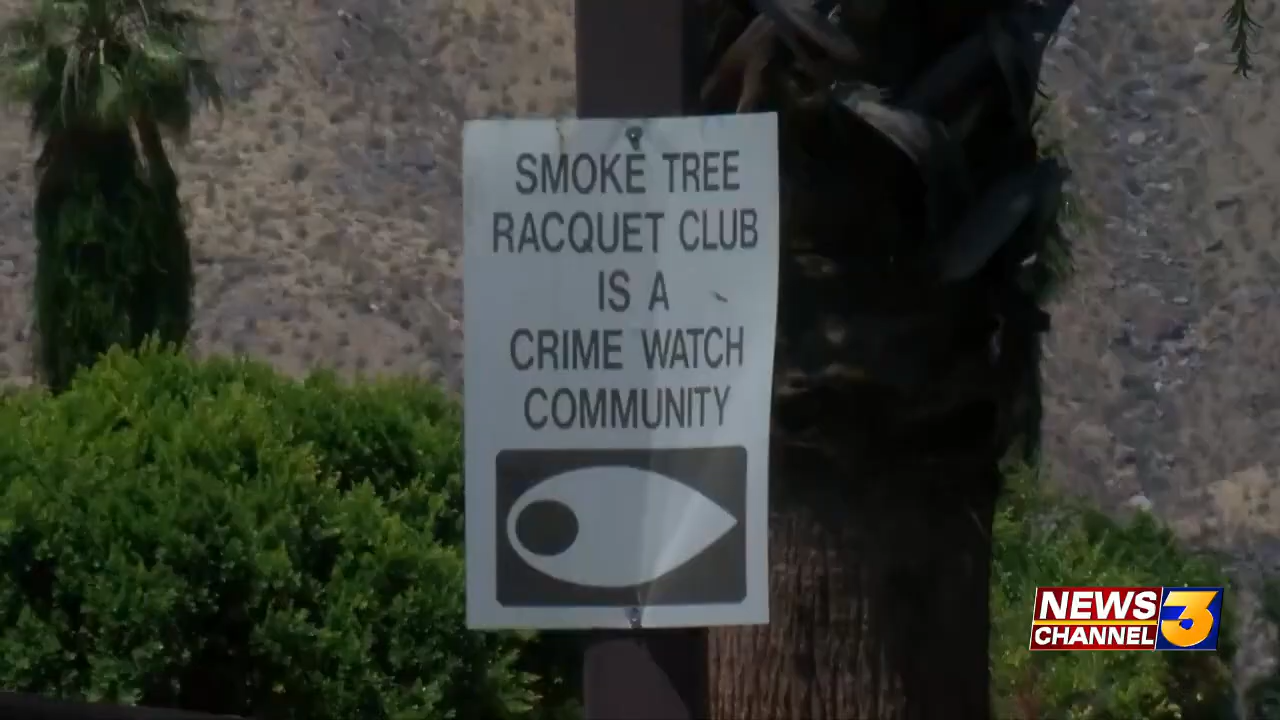 SMOKE TREE
RACQUET CLUB
IS A
CRIME WATCH
COMMUNITY
NEWS
CHANNEL 3